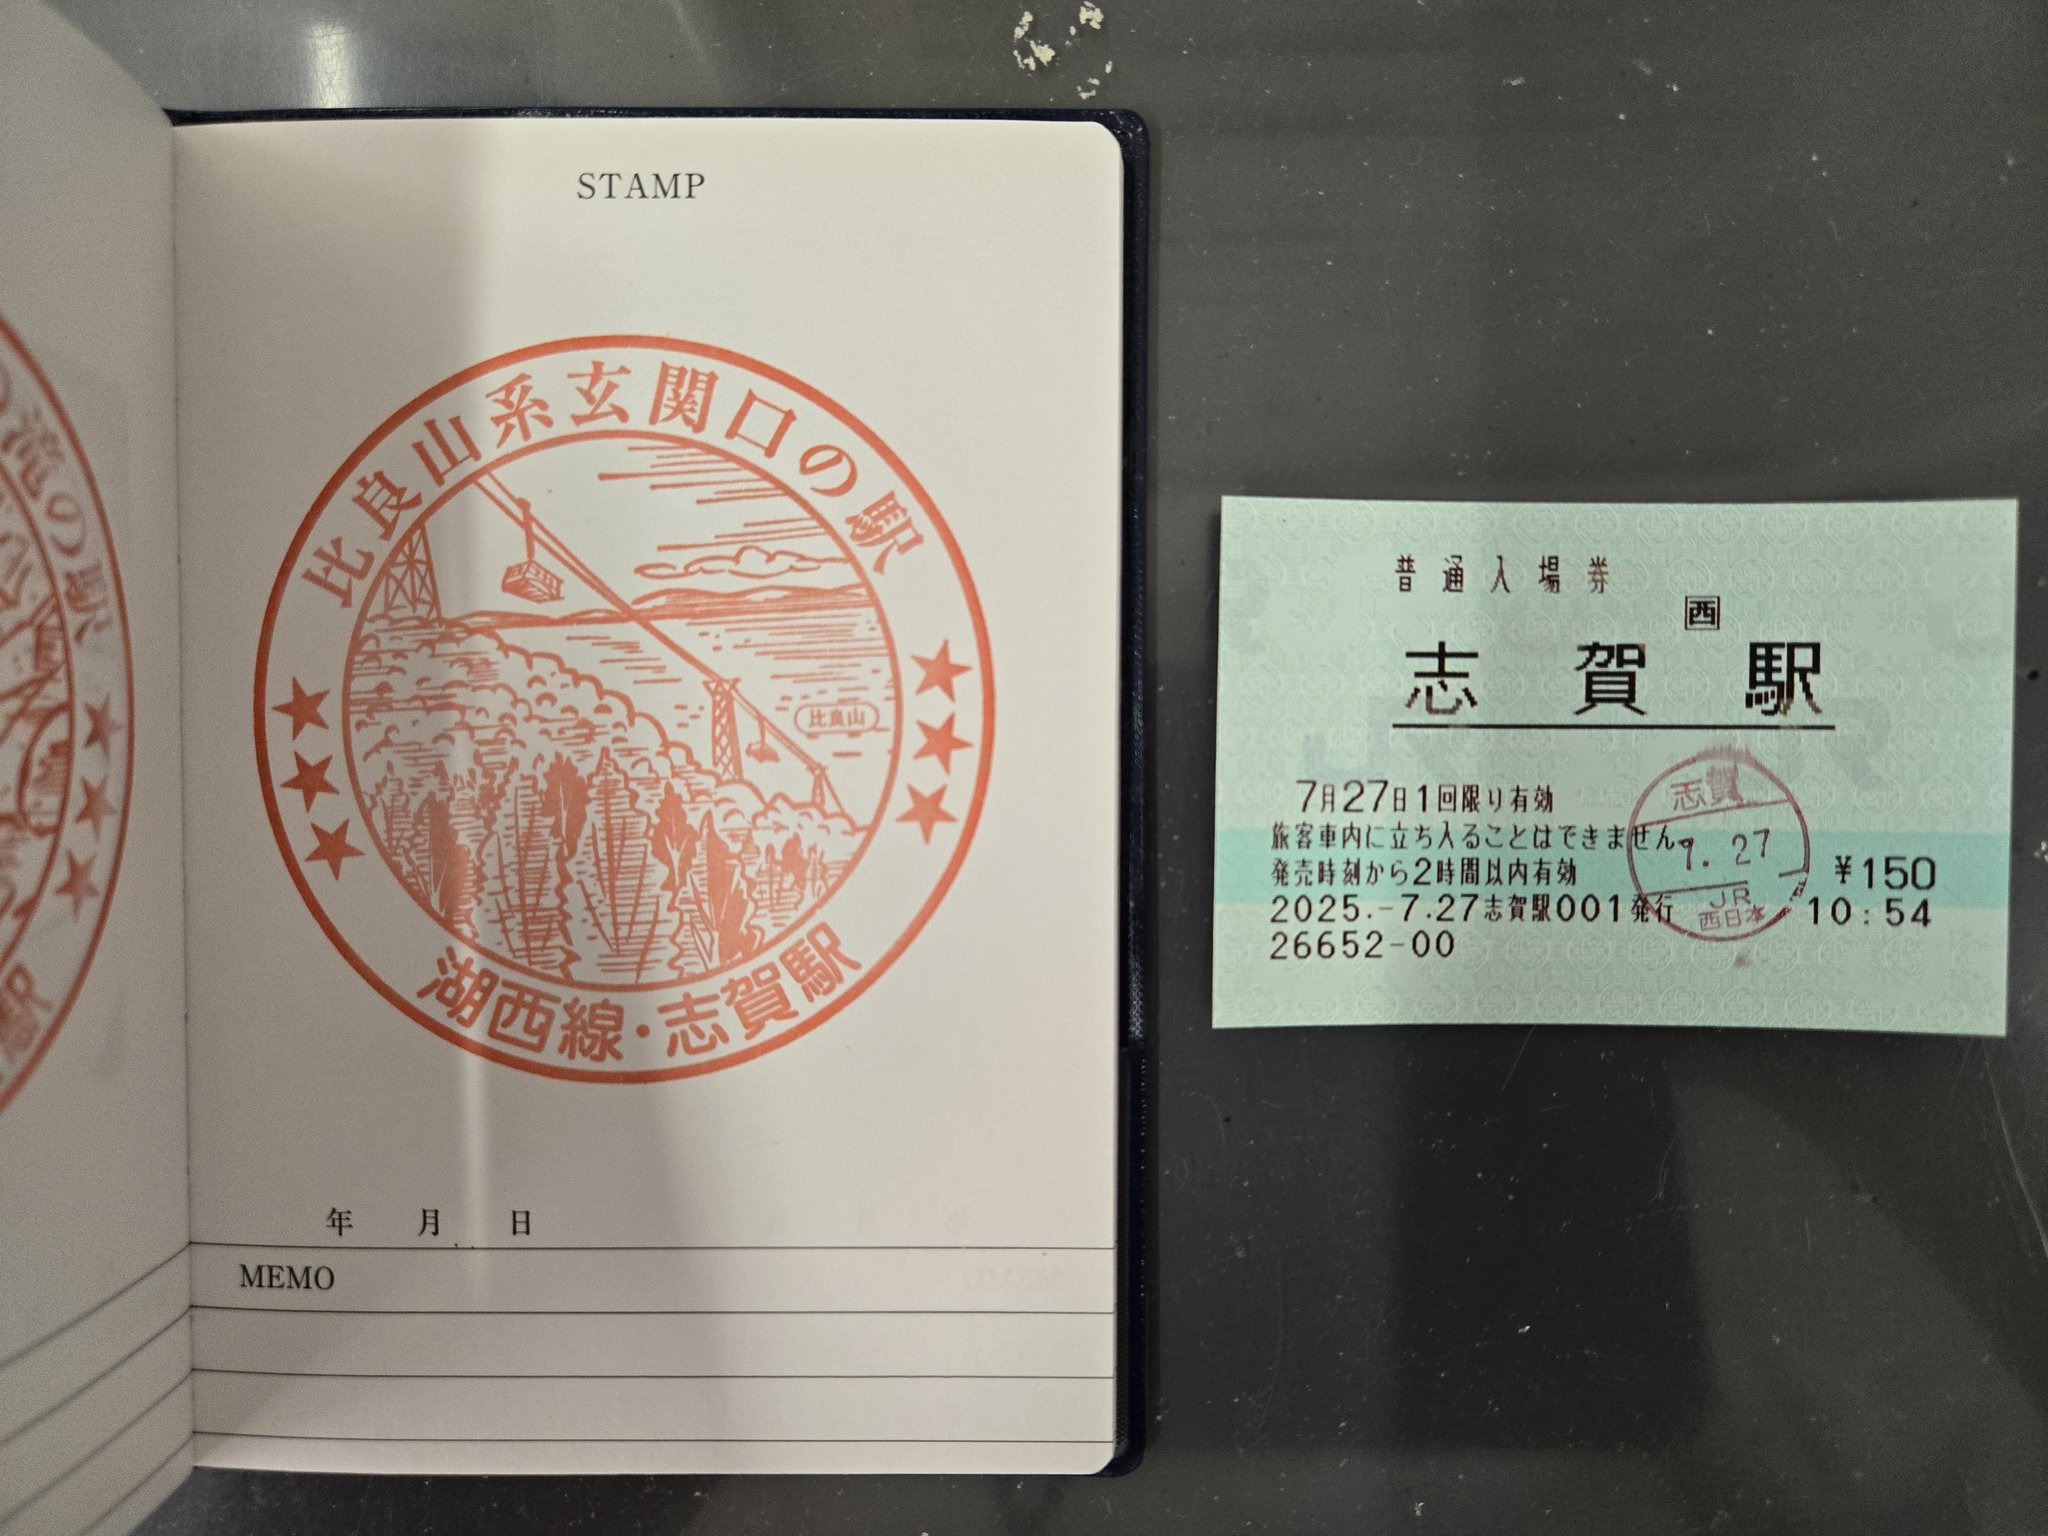 滝の駅
STAMP
比良山系玄関口の駅
比良山
湖西線・志賀駅
年 月 日
MEMO
普通入場券
西
志賀駅
7月27日1回限り有効
旅客車内に立ち入ることはできません。
発売時刻から2時間以内有効
¥150
2025.-7.27志賀駅001発行
10:54
26652-00
志賀
7.27
JR
西日本